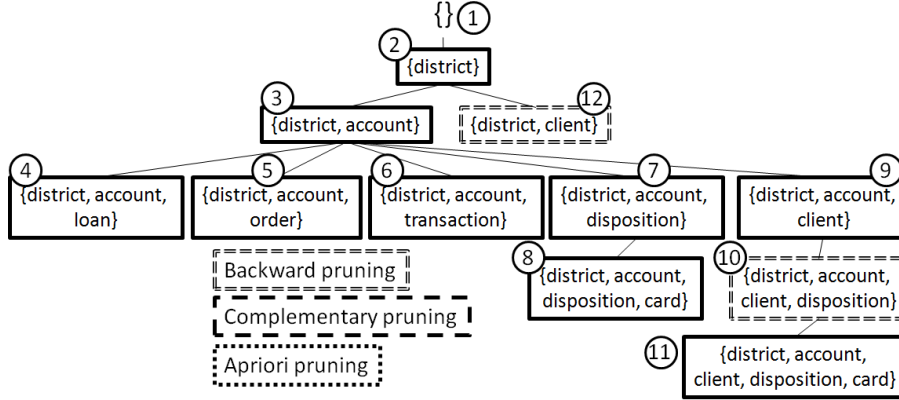 {} 1
2
{district}
3 12
{district, account} {district, client}
4 5 6 7 9
{district, account, {district, account, {district, account, {district, account, {district, account,
loan} order} transaction} disposition} client}
8 10
Backward pruning {district, account, {district, account,
disposition, card} client, disposition}
Complementary pruning
11 {district, account,
Apriori pruning client, disposition, card}